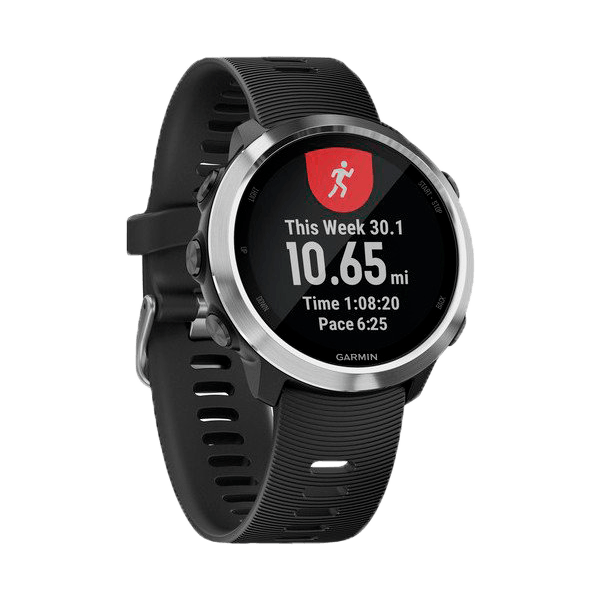 LIGHT
START · STOP
This Week 30.1
10.65 mi
UP
Time 1:08:20
DOWN
BACK
Pace 6:25
GARMIN